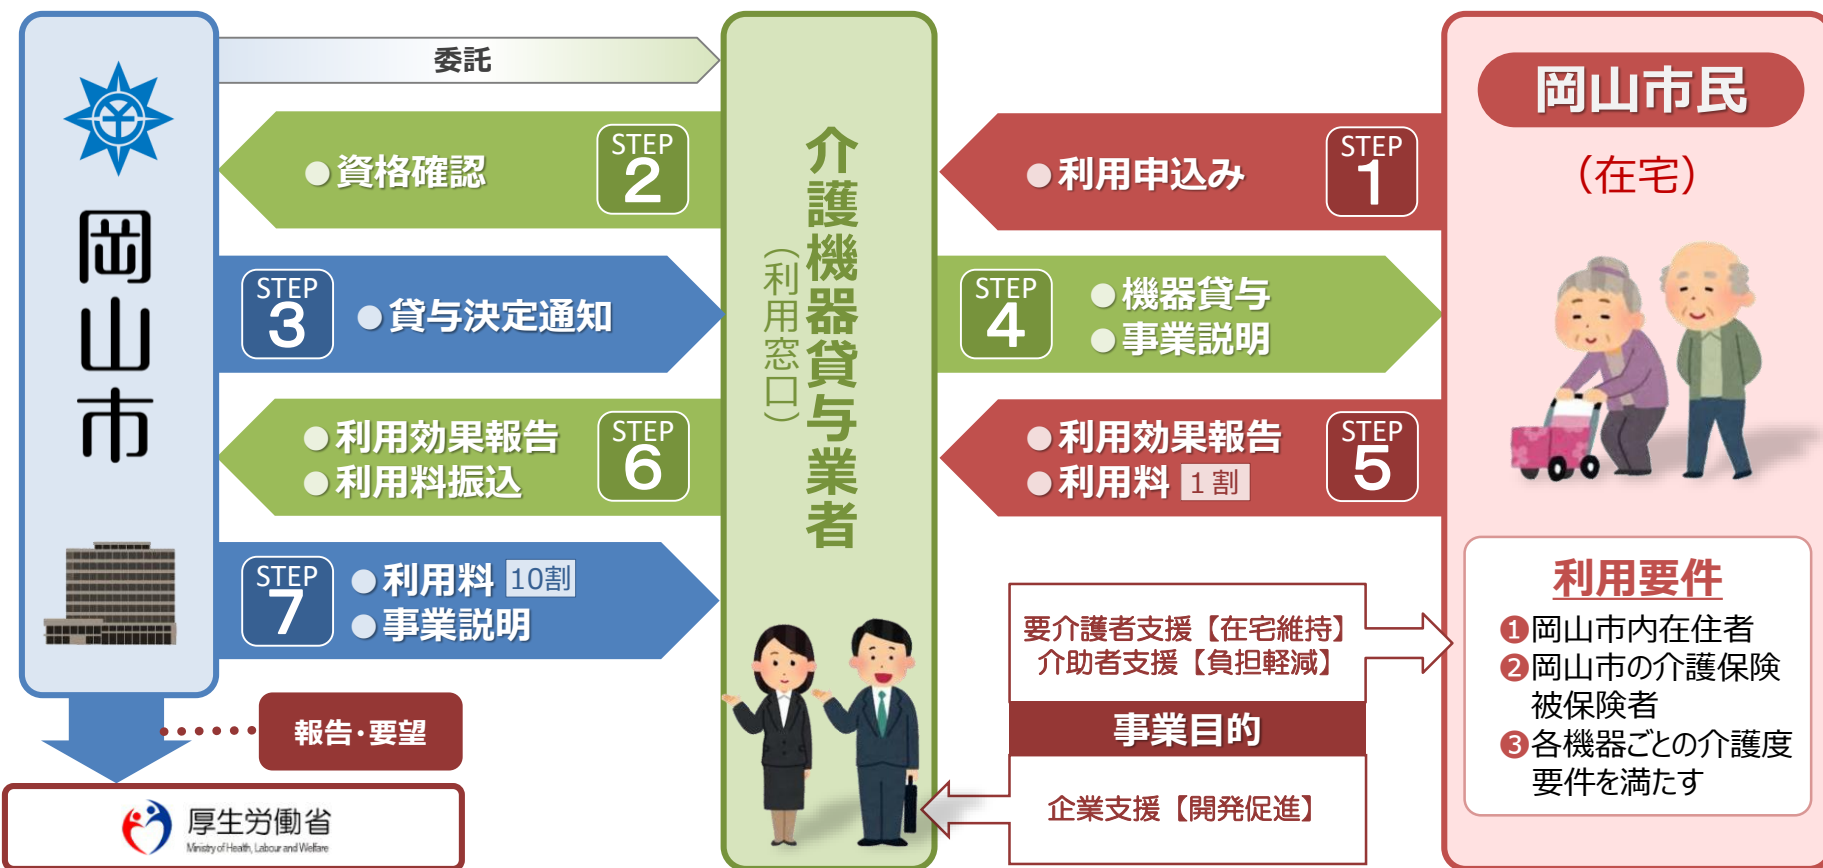 委託
岡山市
STEP
2
●資格確認
STEP
3
●貸与決定通知
●利用効果報告
●利用料振込
STEP
6
STEP
7
●利用料 10割
●事業説明
報告・要望
厚生労働省
Ministry of Health, Labour and Welfare
介護機器貸与業者
（利用窓口）
●利用申込み
STEP
1
STEP
4
●機器貸与
●事業説明
●利用効果報告
●利用料 1割
STEP
5
要介護者支援【在宅維持】
介助者支援【負担軽減】
事業目的
企業支援【開発促進】
岡山市民
（在宅）
利用要件
❶岡山市内在住者
❷岡山市の介護保険
被保険者
❸各機器ごとの介護度
要件を満たす